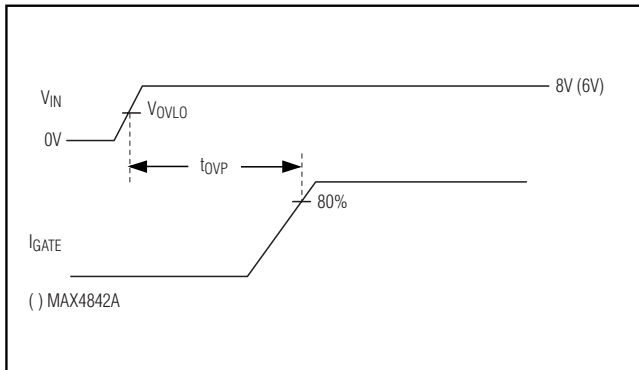 VIN
8V (6V)
VOVLO
0V
tOVP
80%
IGATE
( ) MAX4842A